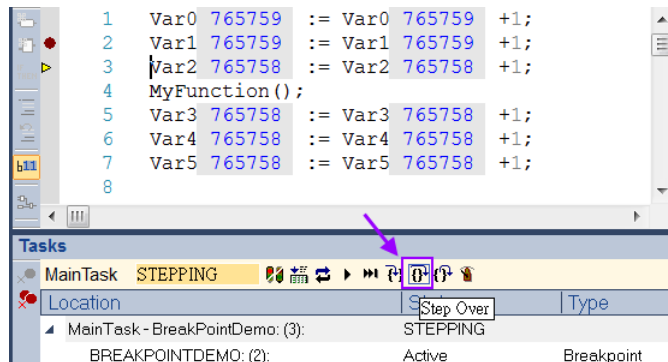 1 Var0 765759 := Var0 765759 +1;
2 Var1 765759 := Var1 765759 +1;
3 Var2 765758 := Var2 765758 +1;
4 MyFunction();
5 Var3 765758 := Var3 765758 +1;
6 Var4 765758 := Var4 765758 +1;
7 Var5 765758 := Var5 765758 +1;
8
b11
Tasks
MainTask STEPPING
Location Type
Step Over
MainTask - BreakPointDemo: (3): STEPPING
BREAKPOINTDEMO: (2): Active Breakpoint